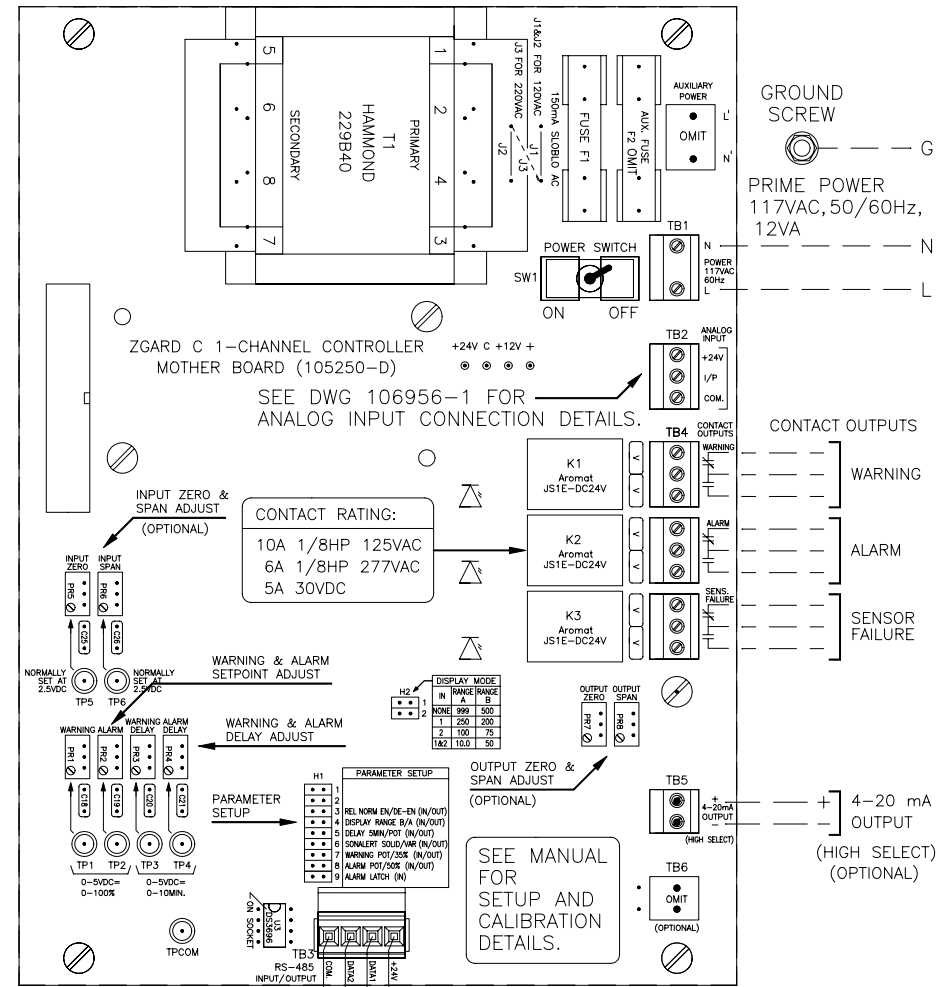 5
6
8
7
SECONDARY
T1
HAMMOND
229B40
PRIMARY
1
2
4
3
J1&J2 FOR 120VAC
J3 FOR 220VAC
J1
J3
J2
150mA SLOBLO AC
FUSE F1
AUX. FUSE
F2 OMIT
AUXILIARY
POWER
L'
OMIT
N'
GROUND
SCREW
G
PRIME POWER
117VAC,50/60Hz,
12VA
TB1
N
POWER
117VAC
60Hz
L
N
L
POWER SWITCH
SW1
ON OFF
ZGARD C 1-CHANNEL CONTROLLER
MOTHER BOARD (105250-D)
+24V C +12V +
SEE DWG 106956-1 FOR
ANALOG INPUT CONNECTION DETAILS.
TB2
ANALOG
INPUT
+24V
I/P
COM.
TB4
CONTACT
OUTPUTS
WARNING
ALARM
SENS.
FAILURE
CONTACT OUTPUTS
WARNING
ALARM
SENSOR
FAILURE
K1
Aromat
JS1E-DC24V
V
V
K2
Aromat
JS1E-DC24V
V
V
K3
Aromat
JS1E-DC24V
V
V
CONTACT RATING:
10A 1/8HP 125VAC
6A 1/8HP 277VAC
5A 30VDC
INPUT ZERO &
SPAN ADJUST
(OPTIONAL)
INPUT
ZERO
INPUT
SPAN
PR5
PR6
C25
C26
NORMALLY
SET AT
2.5VDC
TP5
TP6
NORMALLY
SET AT
2.5VDC
WARNING & ALARM
SETPOINT ADJUST
WARNING & ALARM
DELAY ADJUST
WARNING
ALARM
WARNING
DELAY
ALARM
DELAY
PR1
PR2
PR3
PR4
C18
C19
C20
C21
TP1
TP2
TP3
TP4
0-5VDC=
0-100%
0-5VDC=
0-10MIN.
TPCOM
PARAMETER
SETUP
H2
1
2
DISPLAY MODE
IN RANGE A RANGE B
NONE 999 500
1 250 200
2 100 75
1&2 10.0 50
H1
PARAMETER SETUP
1
2
3 REL NORM EN/DE-EN (IN/OUT)
4 DISPLAY RANGE B/A (IN/OUT)
5 DELAY 5MIN/POT (IN/OUT)
6 SONALERT SOLID/VAR (IN/OUT)
7 WARNING POT/35% (IN/OUT)
8 ALARM POT/50% (IN/OUT)
9 ALARM LATCH (IN)
OUTPUT
ZERO
OUTPUT
SPAN
PR7
PR8
OUTPUT ZERO &
SPAN ADJUST
(OPTIONAL)
TB5
+
4-20mA
OUTPUT
-
(HIGH SELECT)
+
-
4-20 mA
OUTPUT
(HIGH SELECT)
(OPTIONAL)
TB6
OMIT
(OPTIONAL)
SEE MANUAL
FOR
SETUP AND
CALIBRATION
DETAILS.
U3
DS3696
ON SOCKET
TB3
RS-485
INPUT/OUTPUT
COM.
DATA2
DATA1
+24V